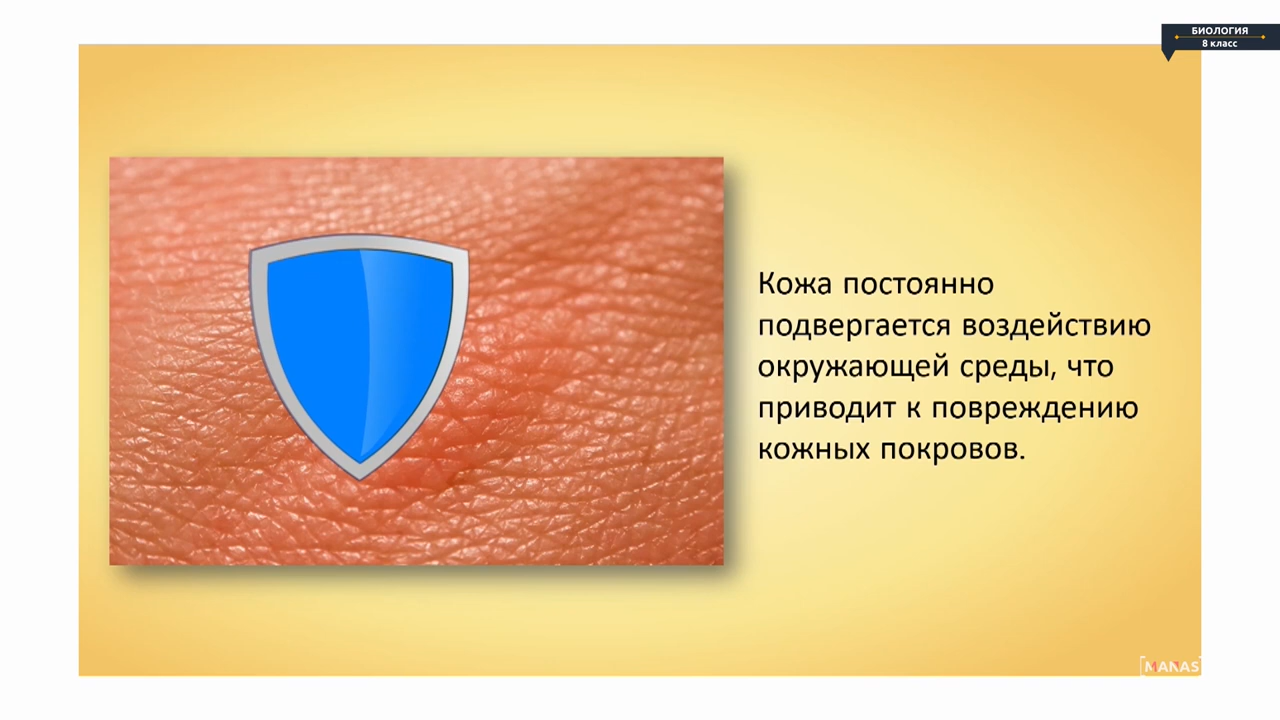 БИОЛОГИЯ
8 класс
Кожа постоянно
подвергается воздействию
окружающей среды, что
приводит к повреждению
кожных покровов.
MANAS